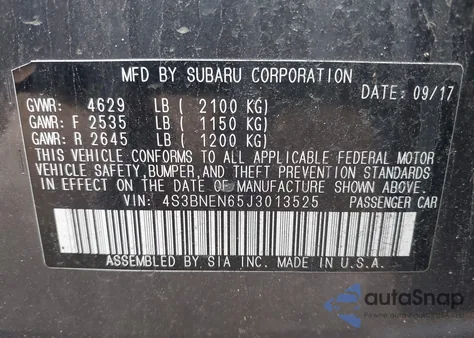 MFD BY SUBARU CORPORATION
DATE: 09/17
GVWR: 4629 LB ( 2100 KG)
GAWR: F 2535 LB ( 1150 KG)
GAWR: R 2645 LB ( 1200 KG)
THIS VEHICLE CONFORMS TO ALL APPLICABLE FEDERAL MOTOR
VEHICLE SAFETY, BUMPER, AND THEFT PREVENTION STANDARDS
IN EFFECT ON THE DATE OF MANUFACTURE SHOWN ABOVE.
VIN: 4S3BNEN65J3013525 PASSENGER CAR
ASSEMBLED BY SIA INC. MADE IN U.S.A.
autoSnap